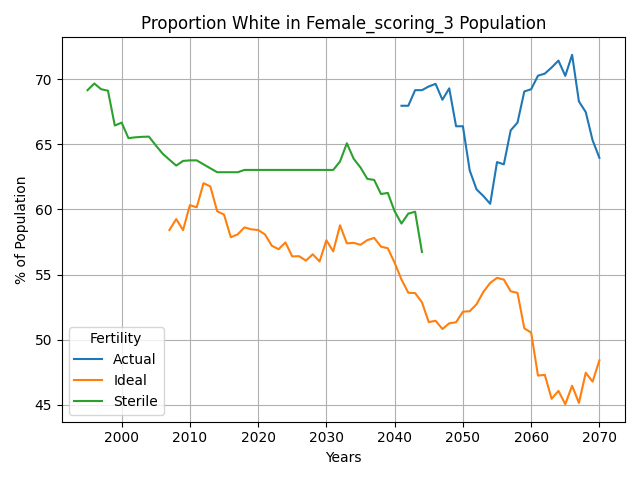 Proportion White in Female_scoring_3 Population
% of Population
70
65
60
55
50
45
Fertility
Actual
Ideal
Sterile
2000 2010 2020 2030 2040 2050 2060 2070
Years